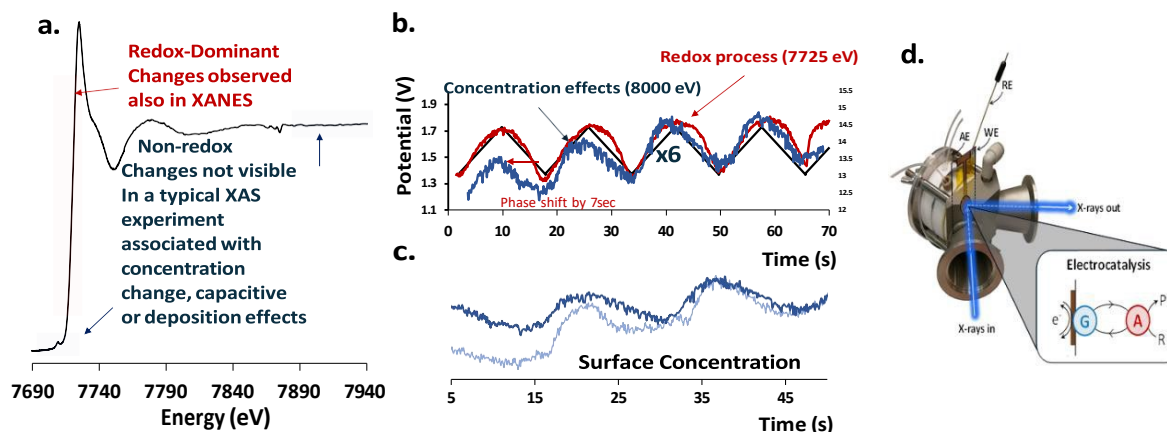 a.
Redox-Dominant
Changes observed
also in XANES
Non-redox
Changes not visible
In a typical XAS
experiment
associated with
concentration
change, capacitive
or deposition effects
7690 7740 7790 7840 7890 7940
Energy (eV)
b.
Redox process (7725 eV)
Concentration effects (8000 eV)
Potential (V)
1.9
1.7
1.5
1.3
1.1
15.5
15
14.5
14
13.5
13
12.5
12
x6
Phase shift by 7sec
0 10 20 30 40 50 60 70
Time (s)
c.
Surface Concentration
5 15 25 35 45
Time (s)
d.
RE
AE
WE
X-rays out
X-rays in
Electrocatalysis
e-
G
A
P
R